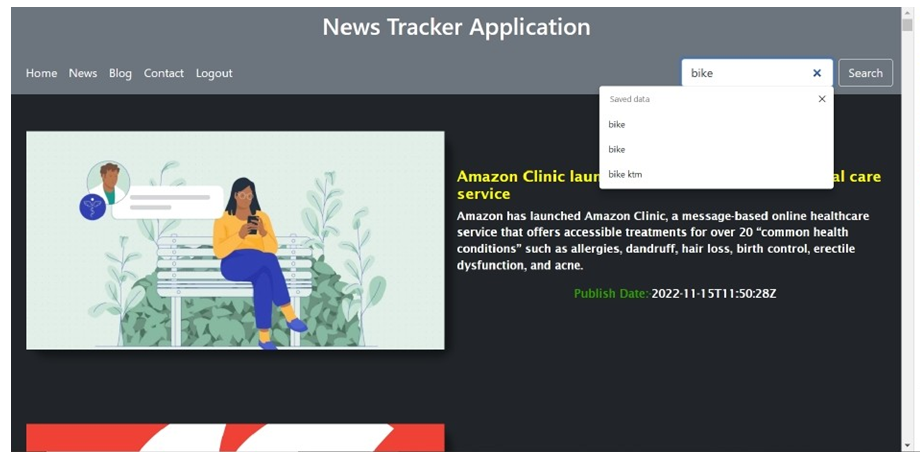 News Tracker Application
Home News Blog Contact Logout
bike
Search
Saved data
bike
bike
bike ktm
Amazon Clinic al care
service
Amazon has launched Amazon Clinic, a message-based online healthcare
service that offers accessible treatments for over 20 “common health
conditions” such as allergies, dandruff, hair loss, birth control, erectile
dysfunction, and acne.
Publish Date: 2022-11-15T11:50:28Z